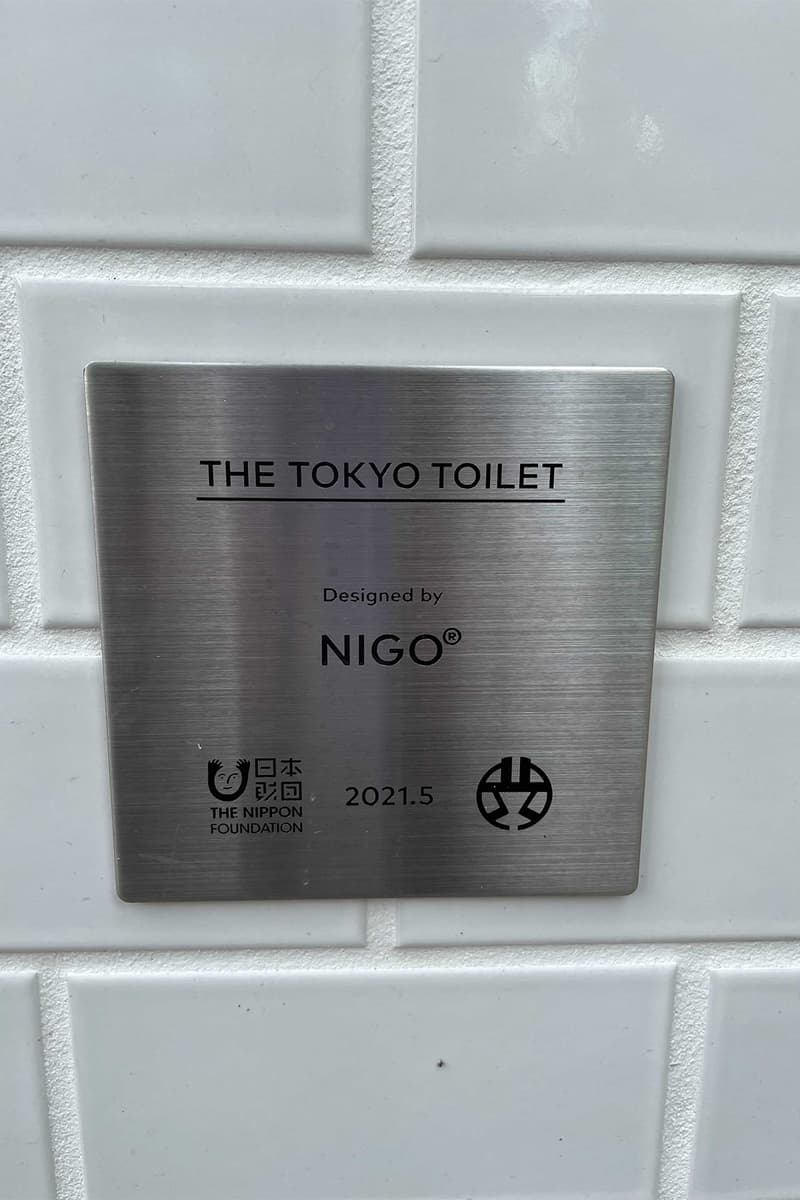 THE TOKYO TOILET
Designed by
NIGO®
日本
財団
THE NIPPON
FOUNDATION
2021.5